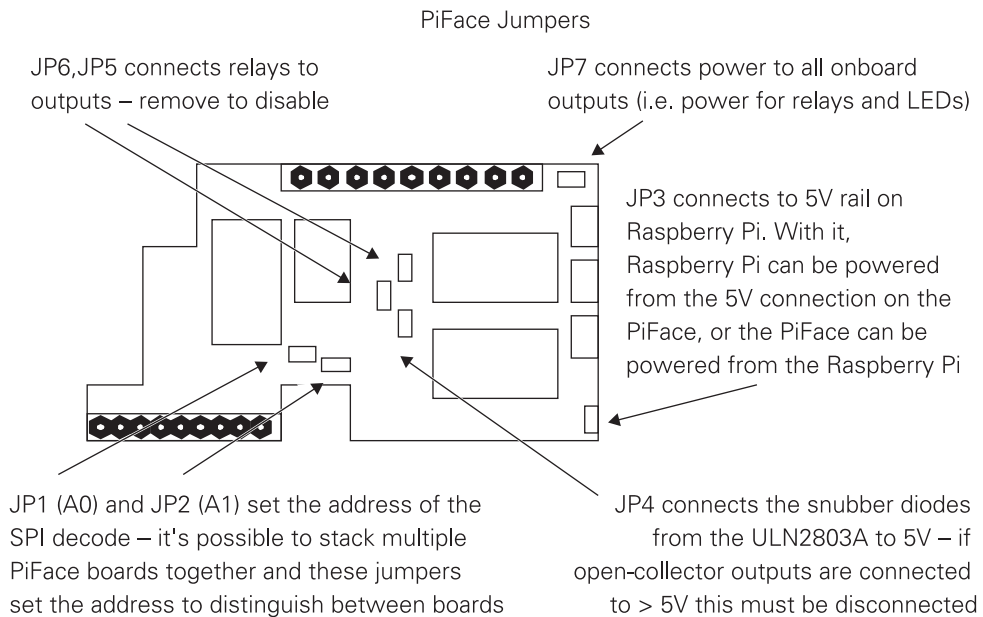 PiFace Jumpers
JP6,JP5 connects relays to
outputs – remove to disable
JP7 connects power to all onboard
outputs (i.e. power for relays and LEDs)
JP3 connects to 5V rail on
Raspberry Pi. With it,
Raspberry Pi can be powered
from the 5V connection on the
PiFace, or the PiFace can be
powered from the Raspberry Pi
JP1 (A0) and JP2 (A1) set the address of the
SPI decode – it's possible to stack multiple
PiFace boards together and these jumpers
set the address to distinguish between boards
JP4 connects the snubber diodes
from the ULN2803A to 5V – if
open-collector outputs are connected
to > 5V this must be disconnected